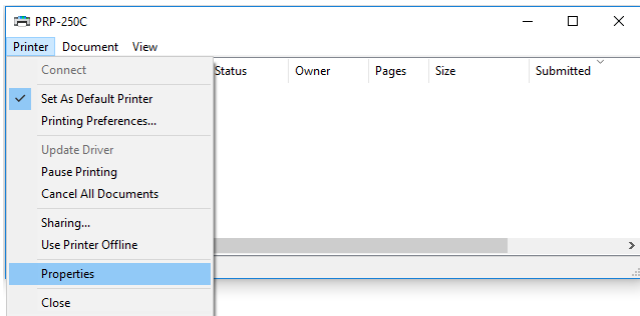 PRP-250C
Printer Document View
Connect
Status Owner Pages Size Submitted
Set As Default Printer
Printing Preferences...
Update Driver
Pause Printing
Cancel All Documents
Sharing...
Use Printer Offline
Properties
Close